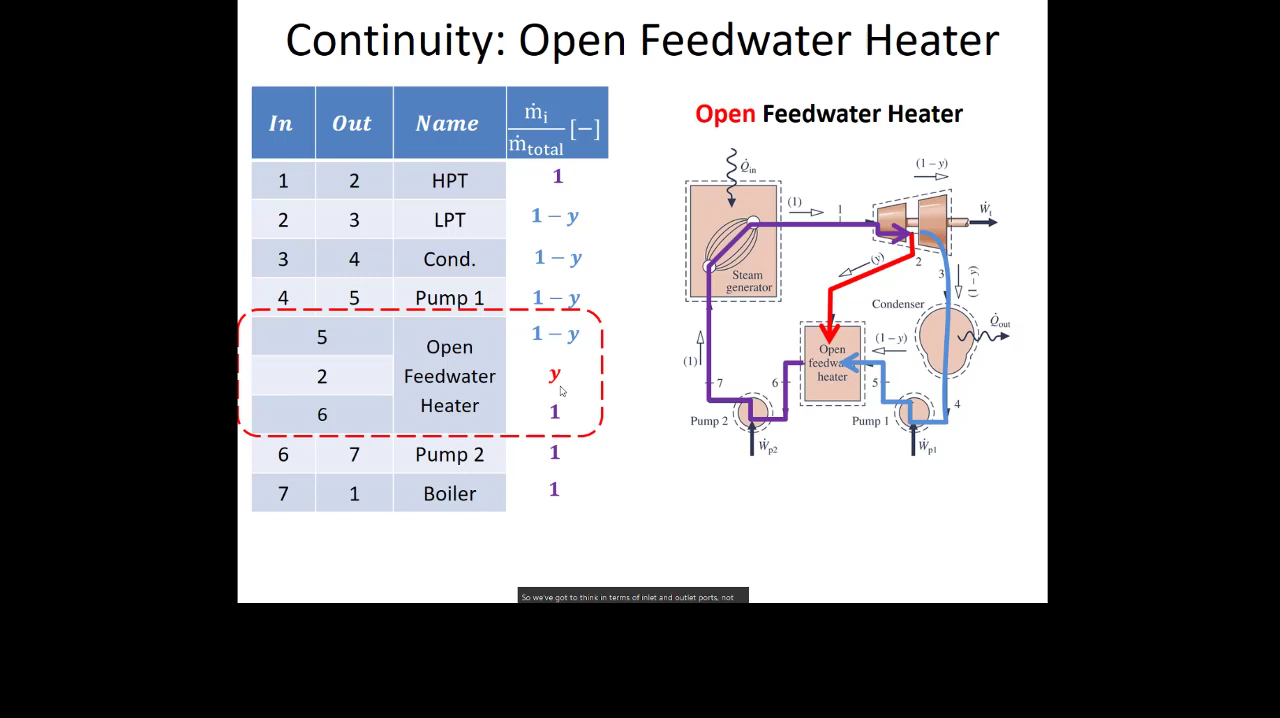 Continuity: Open Feedwater Heater
In Out Name ṁi/ṁtotal [−]
1 2 HPT 1
2 3 LPT 1 − y
3 4 Cond. 1 − y
4 5 Pump 1 1 − y
5 1 − y
2 y
6 1
Open
Feedwater
Heater
6 7 Pump 2 1
7 1 Boiler 1
Open Feedwater Heater
Q̇in
(1 – y)
(1)
1
Ẇt
Steam
generator
(y)
2
3
(1 – y)
Condenser
Q̇out
Open
feedwa
heater
(1 – y)
(1)
7
6
5
4
Pump 2
Pump 1
Ẇp2
Ẇp1
So we've got to think in terms of inlet and outlet ports, not